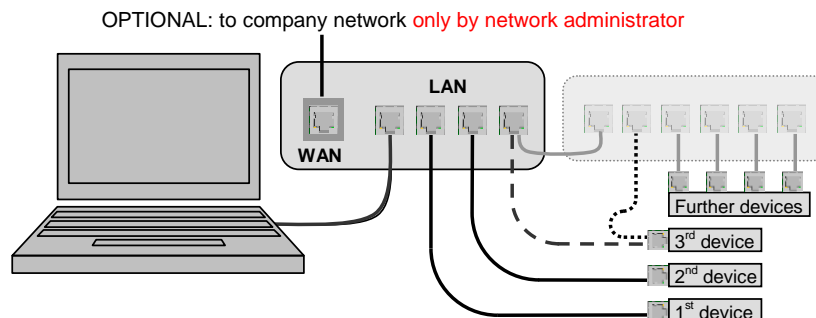 OPTIONAL: to company network only by network administrator
LAN
WAN
Further devices
3rd device
2nd device
1st device